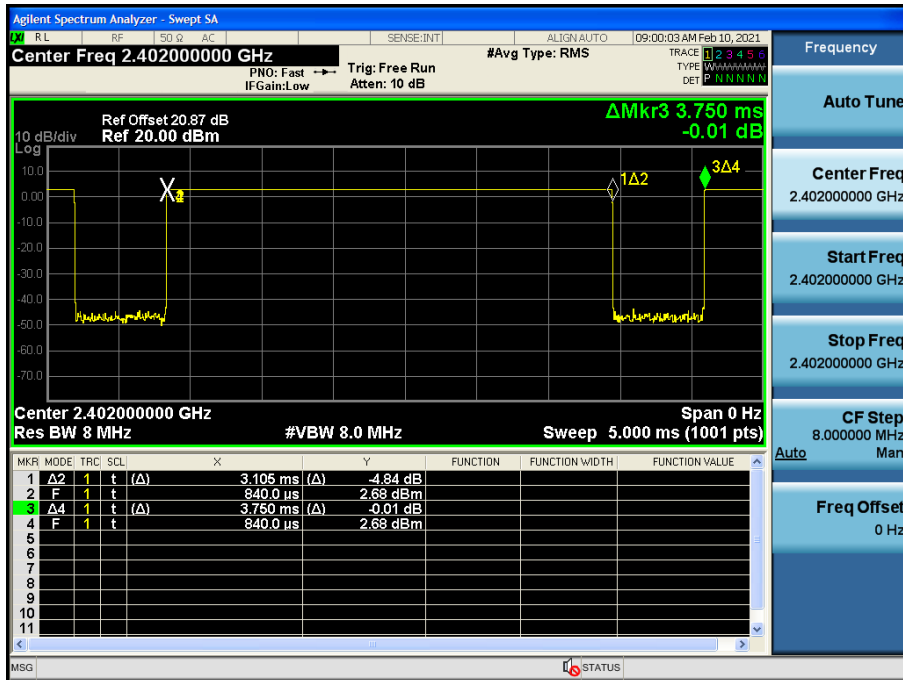 Agilent Spectrum Analyzer - Swept SA
LXI RL RF 50 Ω AC SENSE:INT ALIGN AUTO 09:00:03 AM Feb 10, 2021
Center Freq 2.402000000 GHz #Avg Type: RMS TRACE 1 2 3 4 5 6
PNO: Fast Trig: Free Run TYPE WWWWWW
IFGain:Low Atten: 10 dB DET P N N N N N
ΔMkr3 3.750 ms
-0.01 dB
Ref Offset 20.87 dB
10 dB/div Ref 20.00 dBm
Log
10.0
0.00
-10.0
-20.0
-30.0
-40.0
-50.0
-60.0
-70.0
1Δ2
3Δ4
Center 2.402000000 GHz Span 0 Hz
Res BW 8 MHz #VBW 8.0 MHz Sweep 5.000 ms (1001 pts)
MKR MODE TRC SCL X Y FUNCTION FUNCTION WIDTH FUNCTION VALUE
1 Δ2 1 t (Δ) 3.105 ms (Δ) -4.84 dB
2 F 1 t 840.0 µs 2.68 dBm
3 Δ4 1 t (Δ) 3.750 ms (Δ) -0.01 dB
4 F 1 t 840.0 µs 2.68 dBm
5
6
7
8
9
10
11
MSG STATUS
Frequency
Auto Tune
Center Freq
2.402000000 GHz
Start Freq
2.402000000 GHz
Stop Freq
2.402000000 GHz
CF Step
8.000000 MHz
Auto Man
Freq Offset
0 Hz